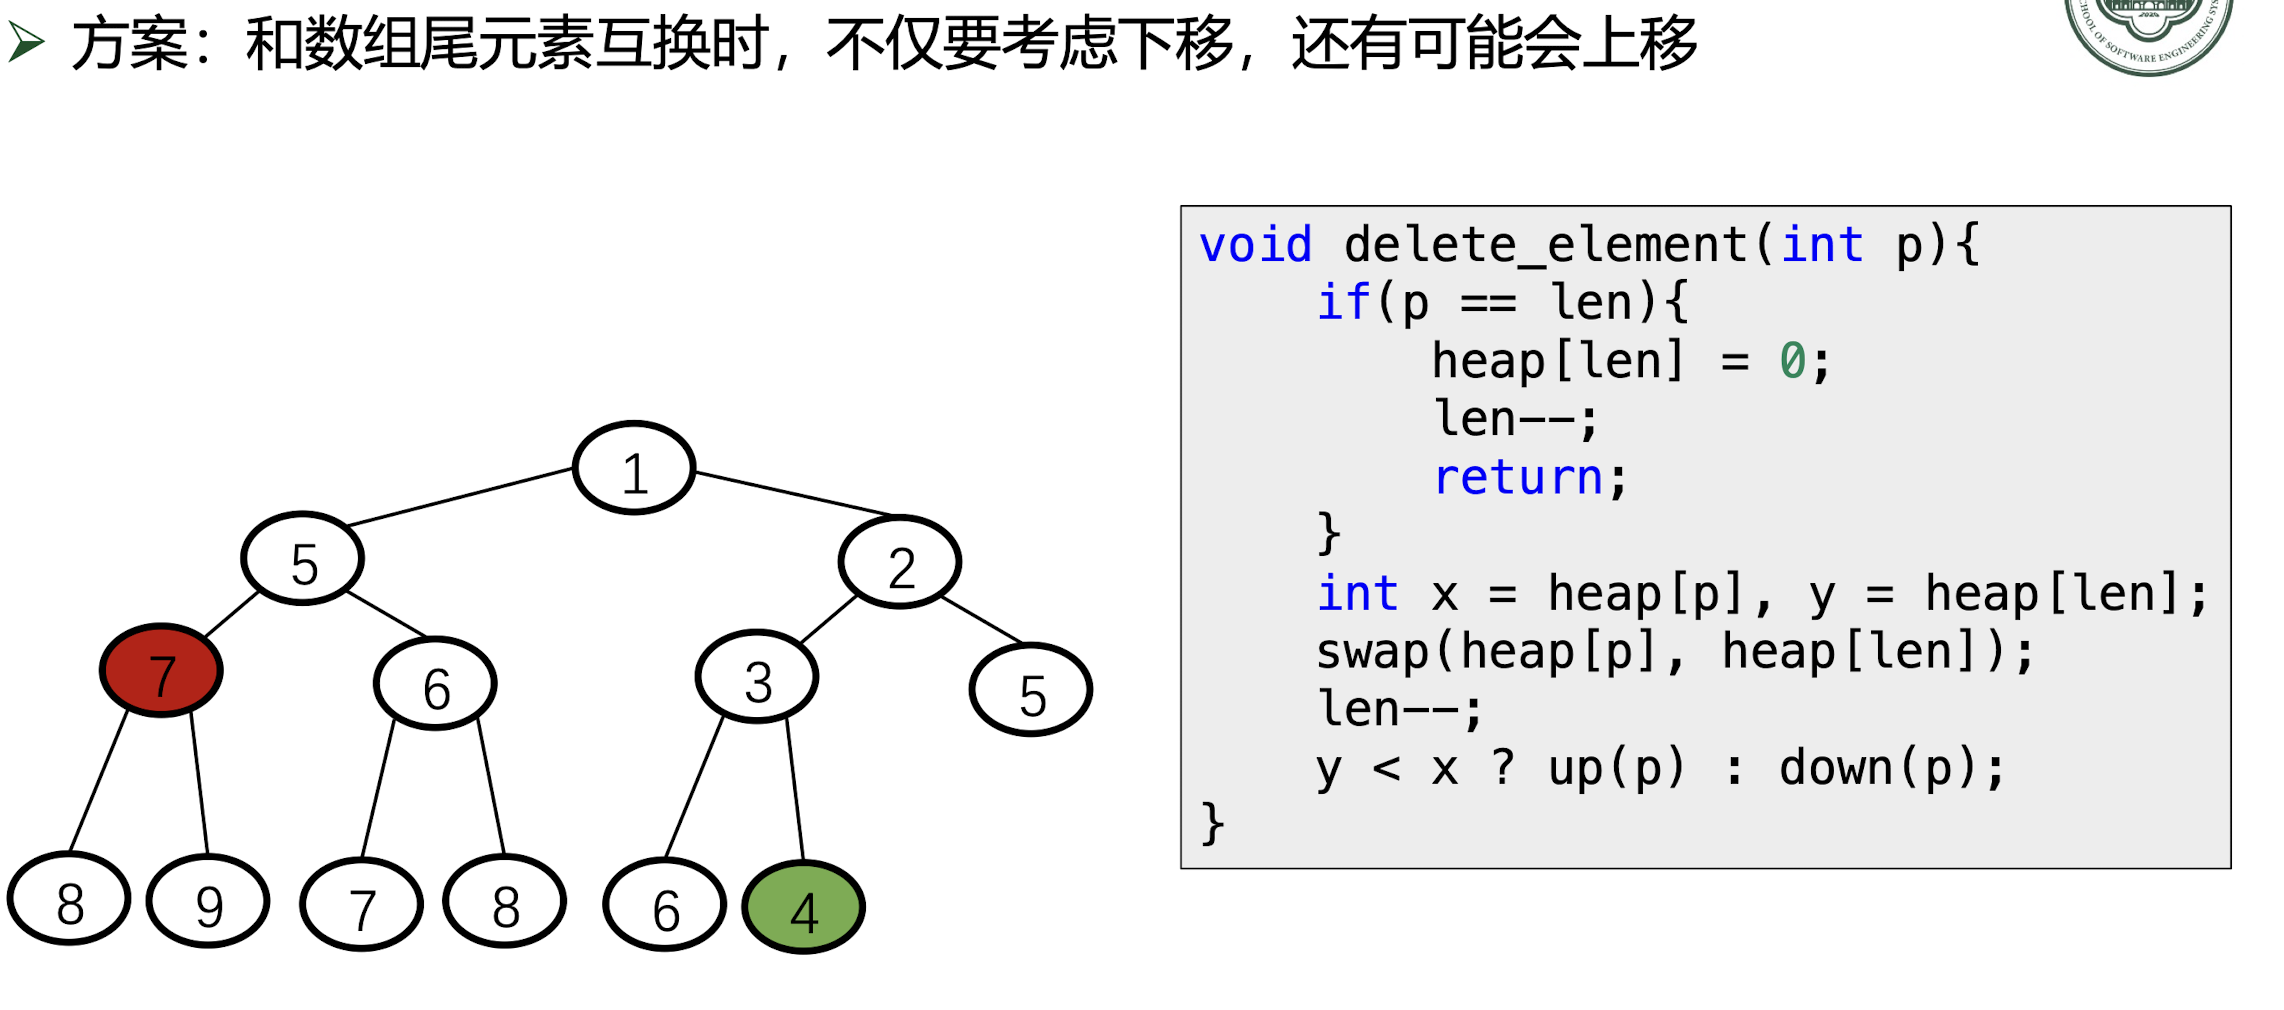 方案：和数组尾元素互换时，不仅要考虑下移，还有可能会上移
SCHOOL OF SOFTWARE ENGINEERING
void delete_element(int p){
if(p == len){
heap[len] = 0;
len--;
return;
}
int x = heap[p], y = heap[len];
swap(heap[p], heap[len]);
len--;
y < x ? up(p) : down(p);
}
1
5 2
7 6 3 5
8 9 7 8 6 4